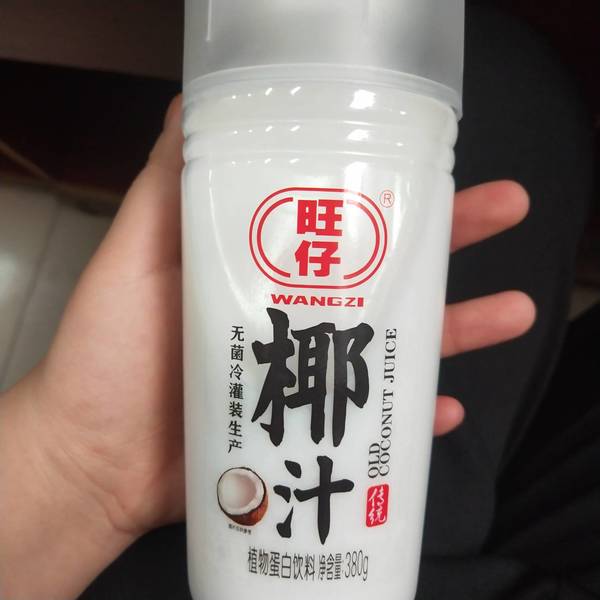 旺
仔
®
WANGZI
椰汁
无菌冷灌装生产
OLD
COCONUT JUICE
传统
植物蛋白饮料 净含量:380g